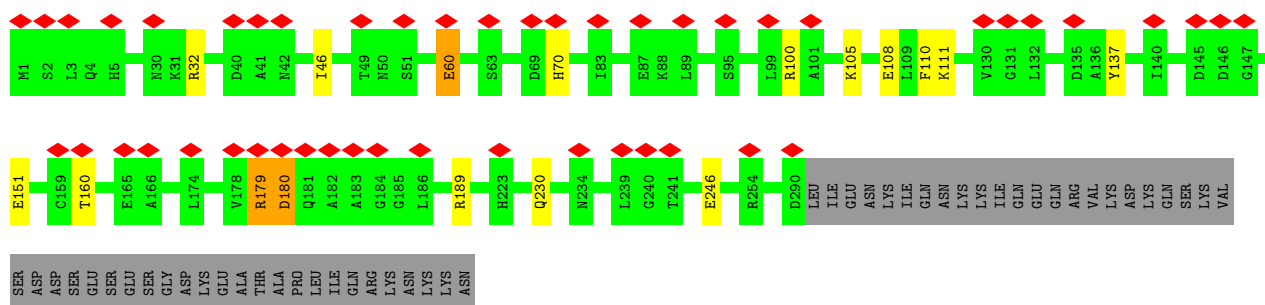 M1 S2 L3 Q4 H5 N30 K31 R32 D40 A41 N42 I46 T49 N50 S51 E60 S63 D69 H70 I83 E87 K88 L89 S95 L99 R100 A101 K105 E108 L109 F110 K111 V130 G131 L132 D135 A136 Y137 I140 D145 D146 G147
E151 C159 T160 E165 A166 L174 V178 R179 D180 Q181 A182 A183 G184 G185 L186 R189 H223 Q230 N234 L239 G240 T241 E246 R254 D290 LEU ILE GLU ASN LYS ILE GLN ASN LYS LYS ILE GLN GLU GLN ARG VAL LYS ASP LYS GLN SER LYS VAL
SER ASP ASP SER GLU SER GLU SER GLY ASP LYS GLU ALA THR ALA PRO LEU ILE GLN ARG LYS ASN LYS LYS ASN